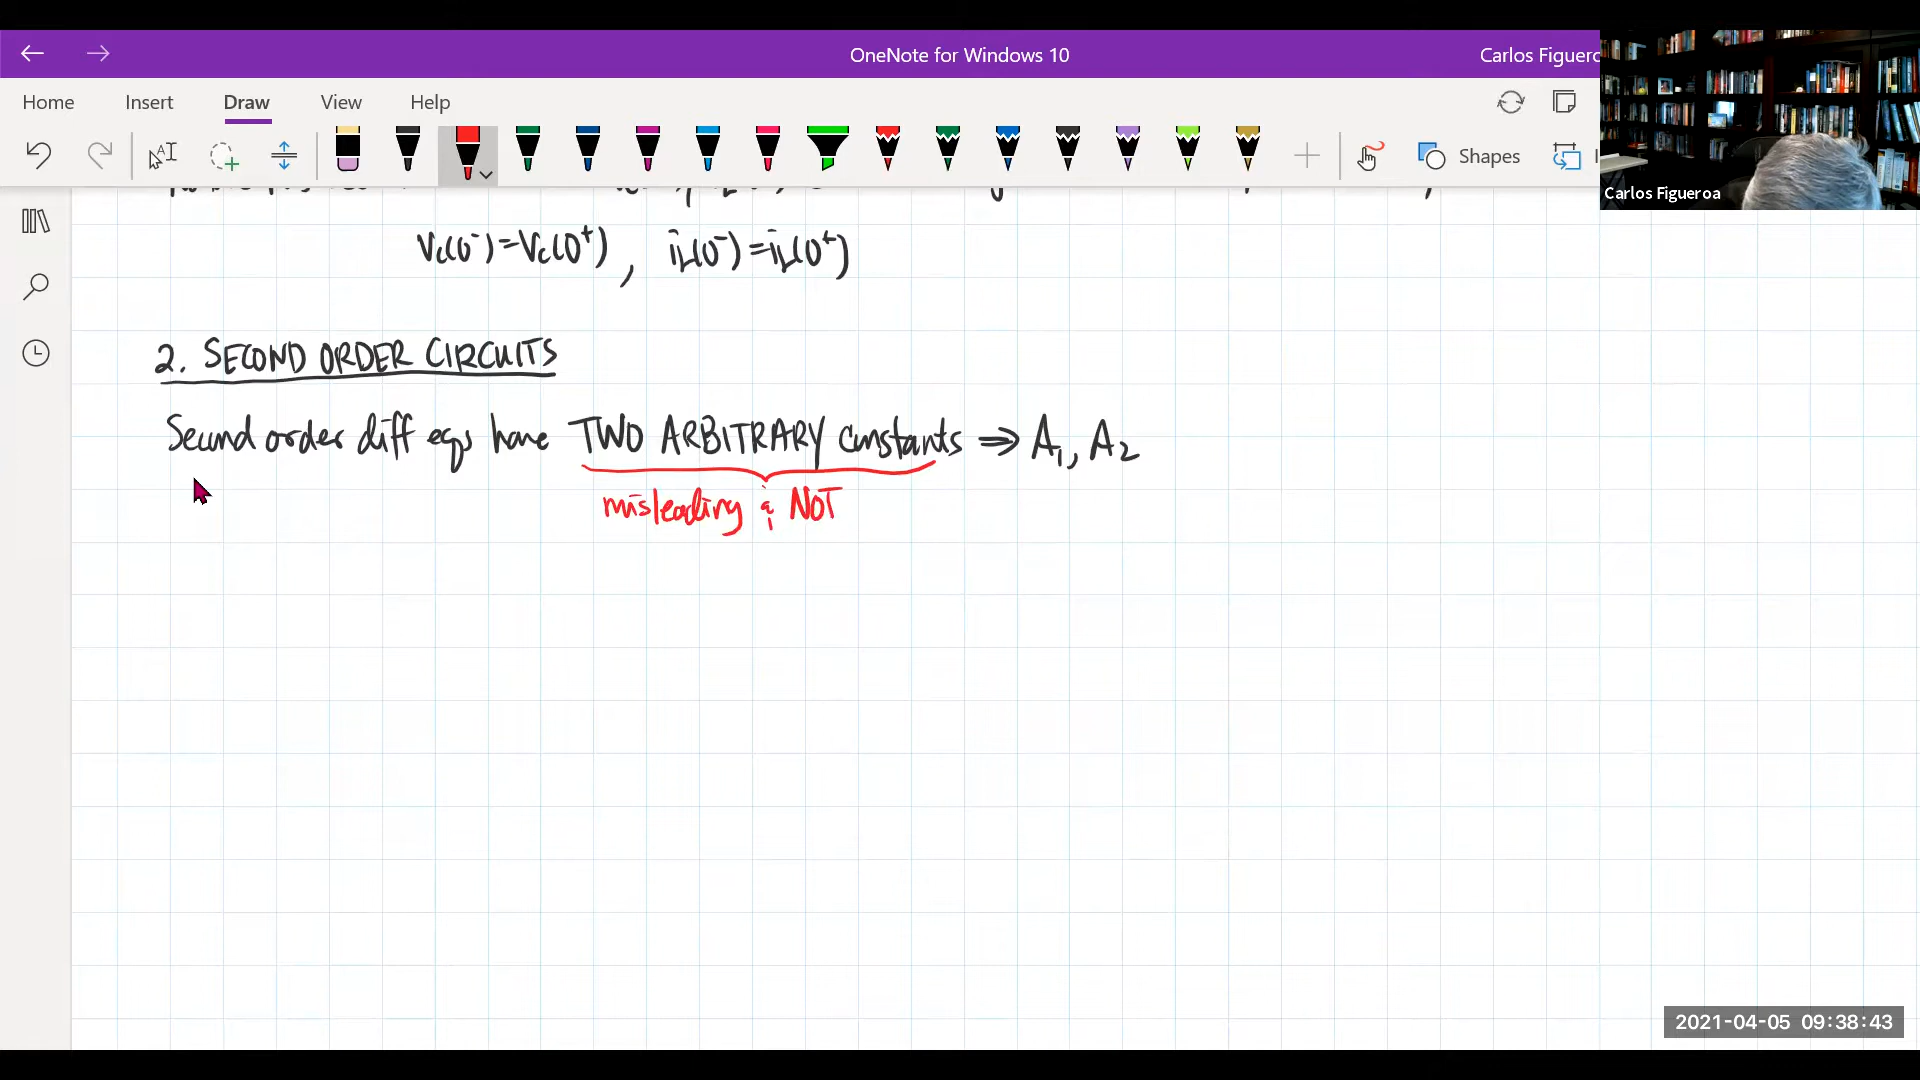 OneNote for Windows 10
Carlos Figuero
Home Insert Draw View Help
Shapes
Carlos Figueroa
Vc(0⁻)=Vc(0⁺), iL(0⁻)=iL(0⁺)
2. SECOND ORDER CIRCUITS
Second order diff eqs have TWO ARBITRARY constants ⇒ A₁, A₂
misleading & NOT
2021-04-05 09:38:43